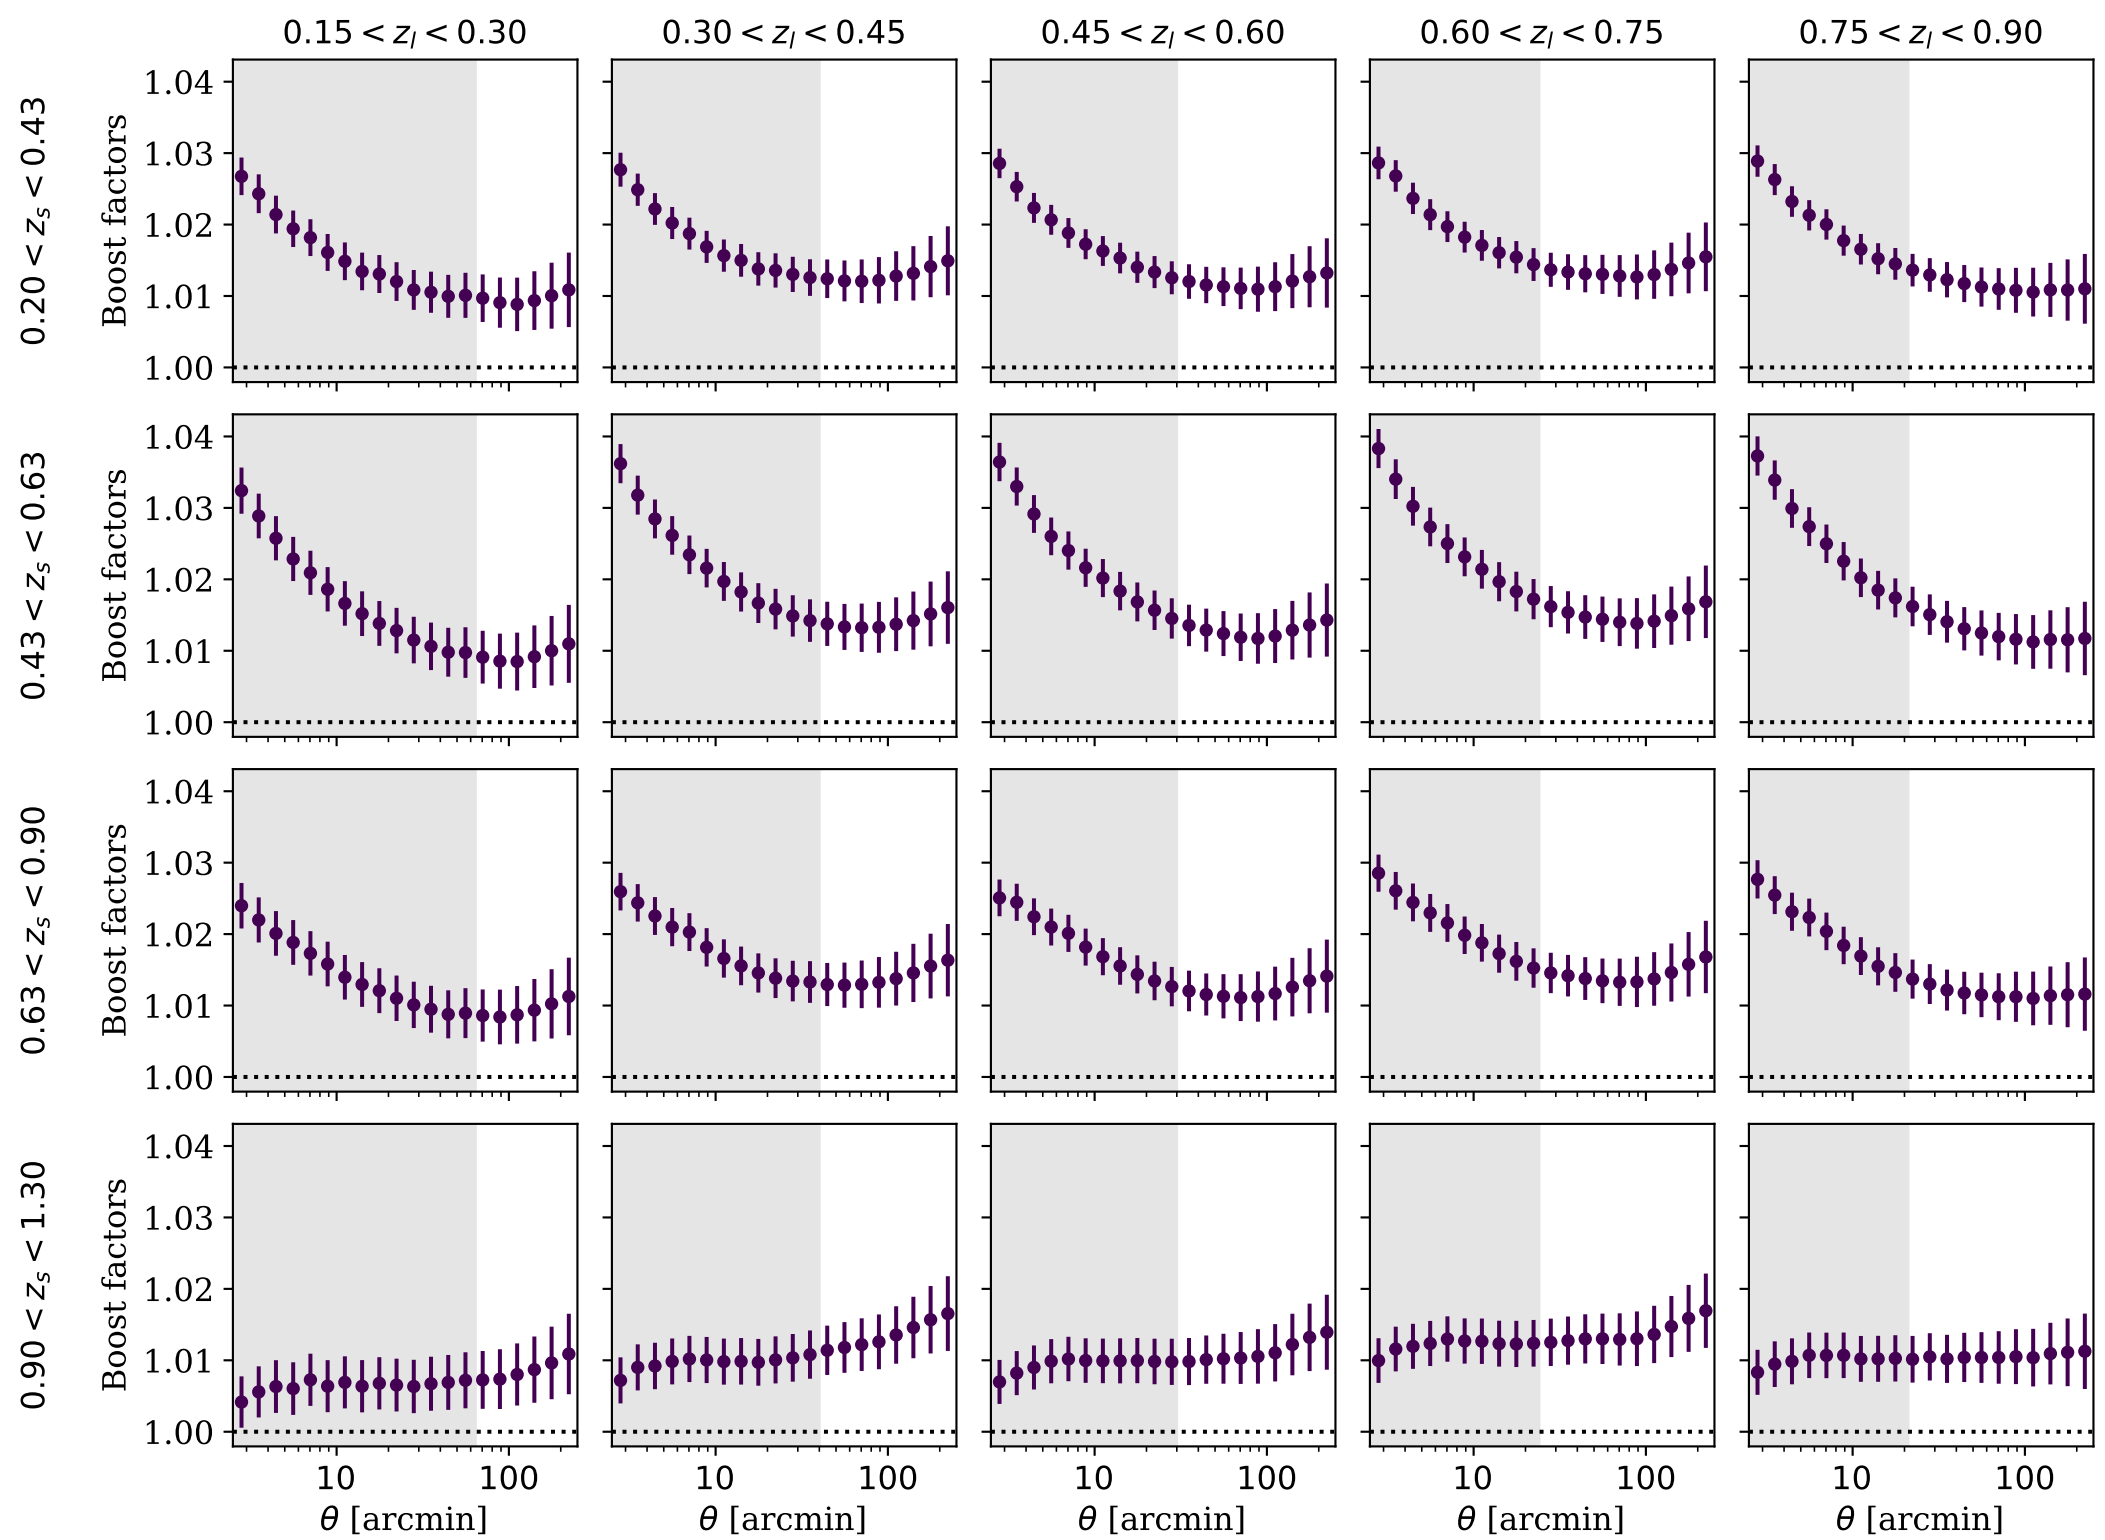 0.15 < z_l < 0.30 0.30 < z_l < 0.45 0.45 < z_l < 0.60 0.60 < z_l < 0.75 0.75 < z_l < 0.90
0.20 < z_s < 0.43
Boost factors
1.04
1.03
1.02
1.01
1.00
0.43 < z_s < 0.63
Boost factors
1.04
1.03
1.02
1.01
1.00
0.63 < z_s < 0.90
Boost factors
1.04
1.03
1.02
1.01
1.00
0.90 < z_s < 1.30
Boost factors
1.04
1.03
1.02
1.01
1.00
10 100 10 100 10 100 10 100 10 100
θ [arcmin] θ [arcmin] θ [arcmin] θ [arcmin] θ [arcmin]